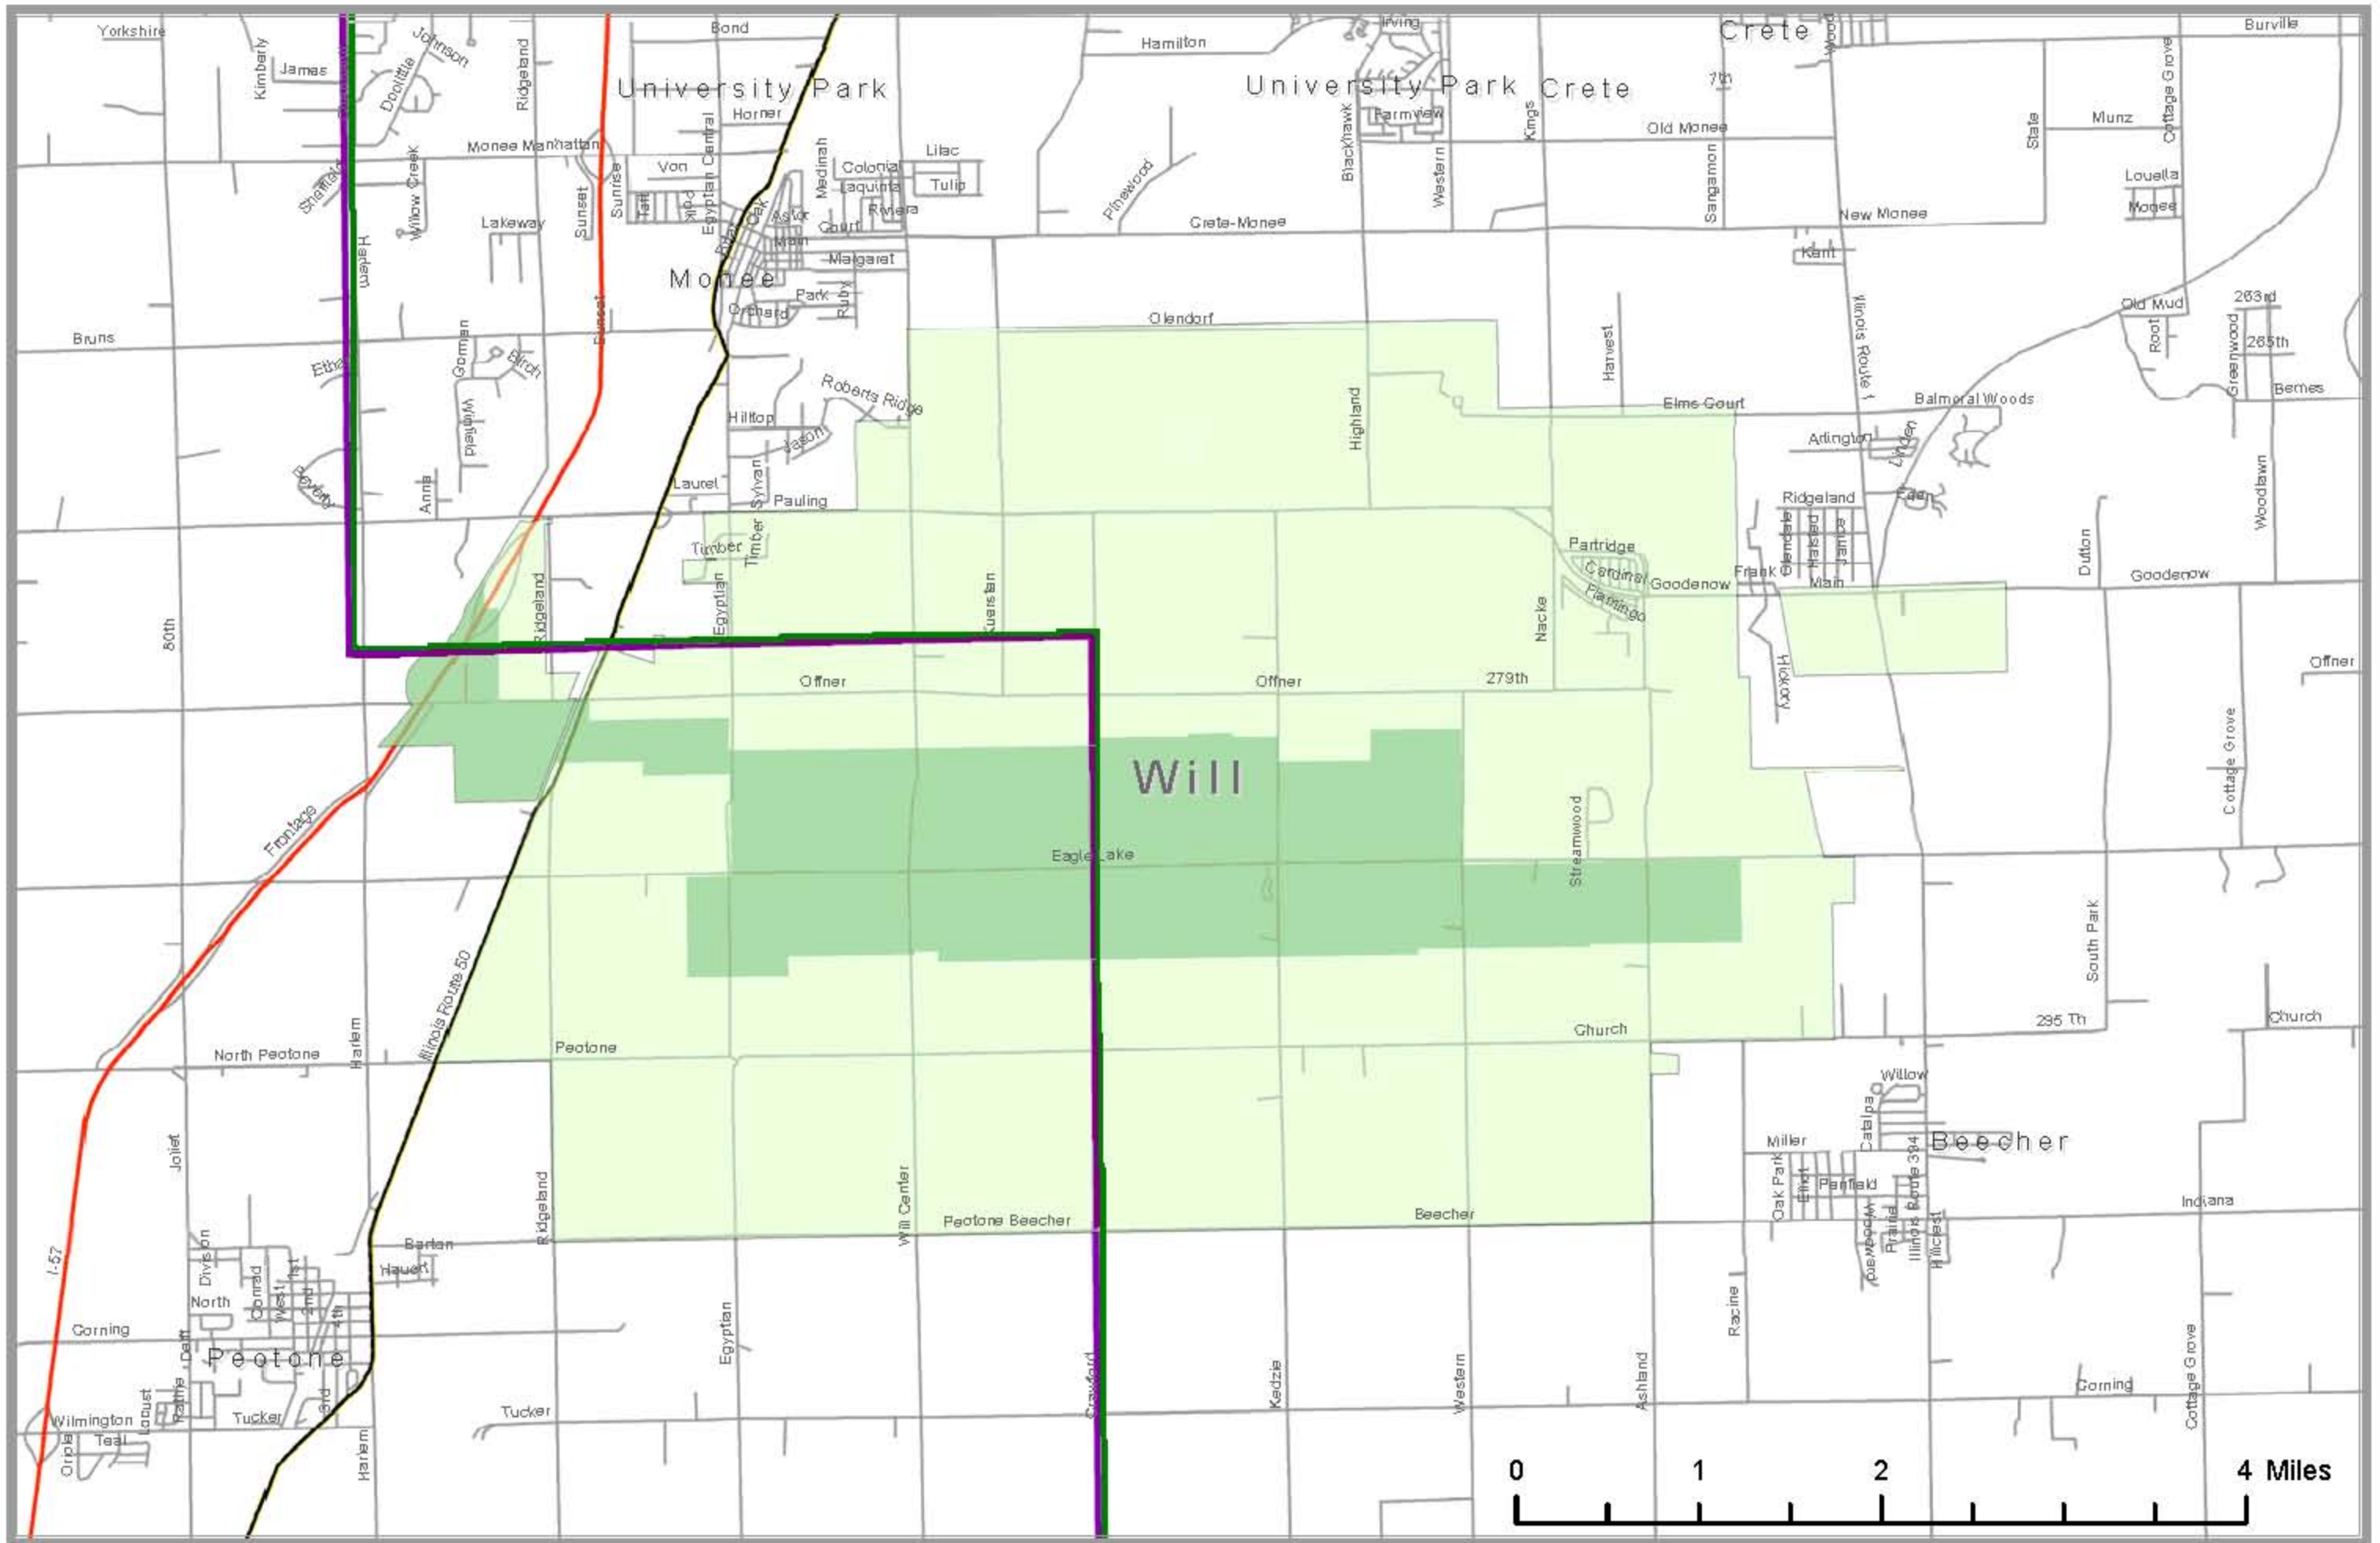 Yorkshire
Kimberly
James
Johnson
Doolittle
Ridgeland
Bond
Hamilton
Irving
Crete
Wood
Burville
University Park
University Park
Crete
7th
Cottage Grove
Horner
Blackhawk
Farmview
Kings
Old Monee
State
Munz
Monee Manhattan
Egyptian Central
Medinah
Colonial
Lilac
Von
Willow Creek
Sheffield
Sunset
Sunrise
Taft
Polk
Laquinta
Tulip
Riviera
Pinewood
Western
Sangamon
Louella
Monee
Lakeway
Oak
Astor
Court
Main
Crete-Monee
New Monee
Harlem
Margaret
Kent
Monee
Park
Ruby
Orchard
Sunset
Olendorf
Illinois Route 1
Old Mud
263rd
Root
Greenwood
265th
Bruns
Gorman
Birch
Etha
Harvest
Roberts Ridge
Hilltop
Jason
Highland
Elms Court
Balmoral Woods
Bemes
Winfield
Arlington
Linden
Beverly
Anna
Laurel
Sylvan
Pauling
Ridgeland
Eden
Woodlawn
Timber
Timber
Partridge
Glendale
Halsted
Janice
Dutton
Cardinal
Goodenow
Frank
Main
Goodenow
Flamingo
80th
Ridgeland
Egyptian
Kuersten
Nacke
Hickory
Offner
Offner
Offner
279th
Will
Cottage Grove
Frontage
Streamwood
Eagle Lake
South Park
Illinois Route 50
Harlem
North Peotone
Peotone
Church
295 Th
Church
Willow
Catalpa
Joliet
Miller
Beecher
Oak Park
Elliot
Penfield
Illinois Route 394
Ridgeland
Will Center
Peotone Beecher
Beecher
Indiana
Woodward
Prairie
Hillcrest
I-57
Division
Barten
Hauert
Conrad
West
1st
2nd
4th
North
Corning
Racine
Egyptian
Peotone
Crawford
Kedzie
Western
Ashland
Corning
Cottage Grove
Rathje
Locust
3rd
Wilmington
Tucker
Tucker
Teal
Oriole
Harlem
0 1 2 4 Miles